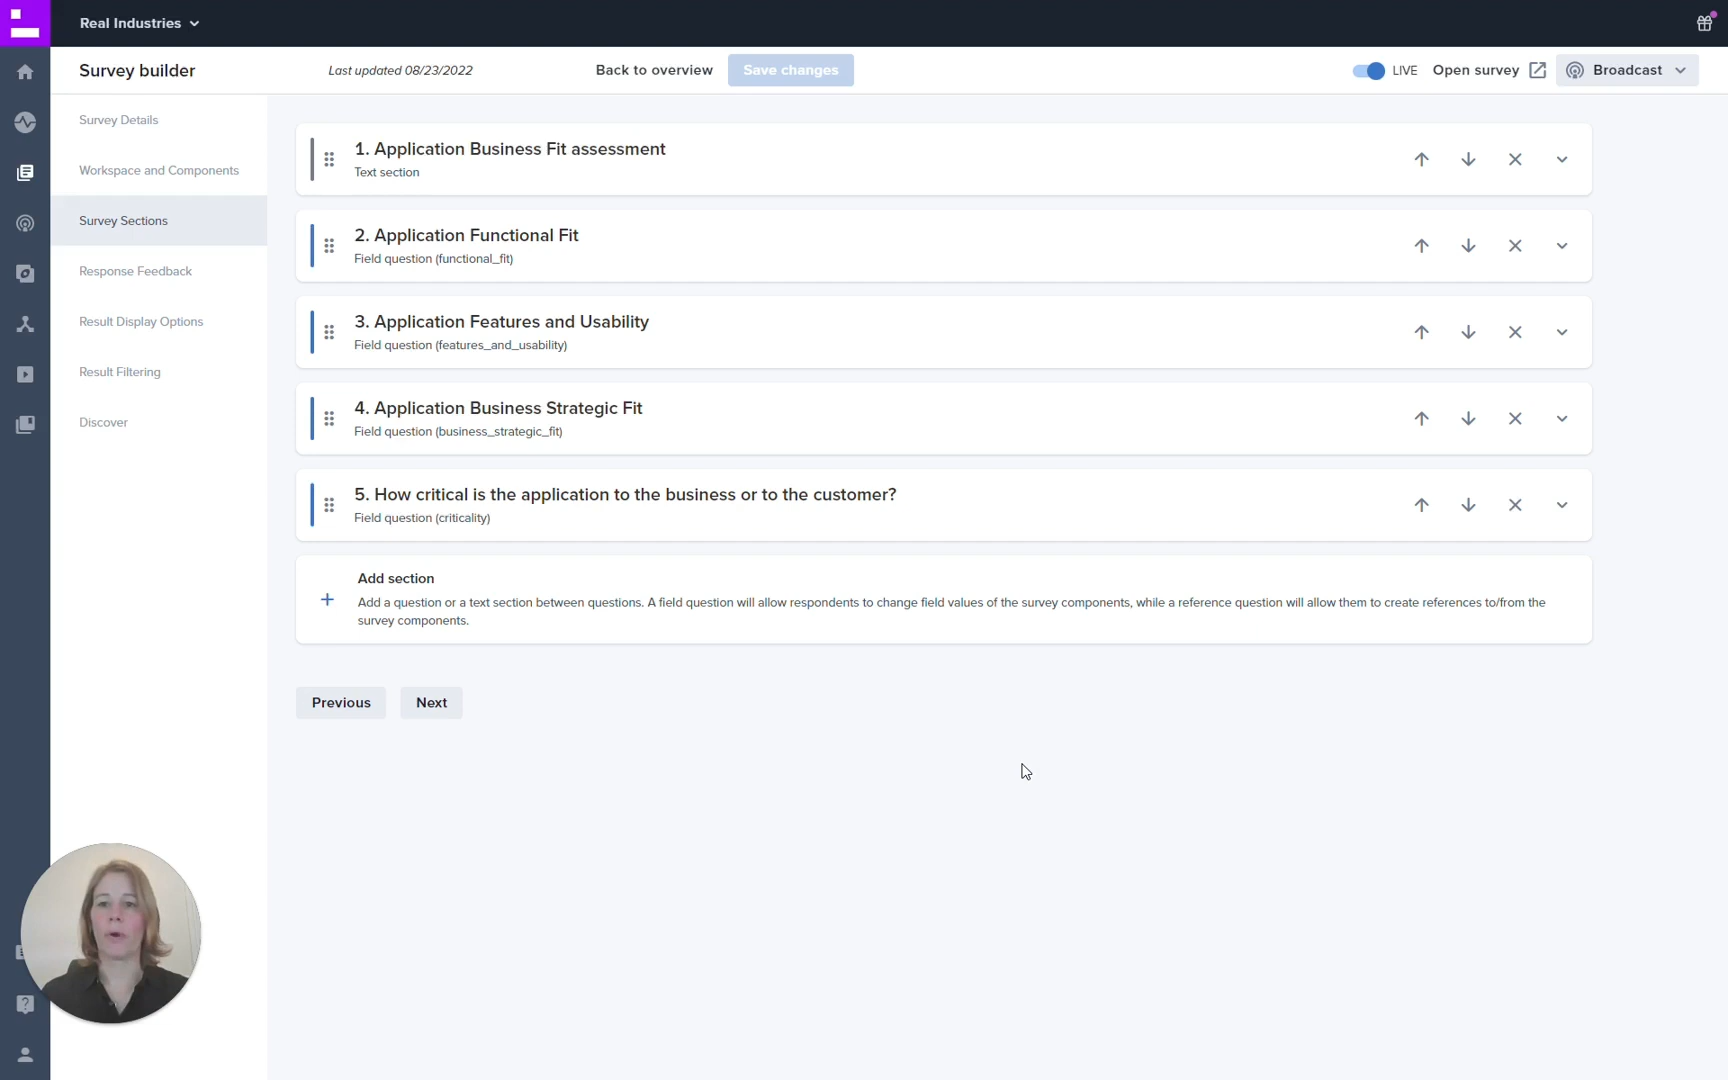 Real Industries
Survey builder
Last updated 08/23/2022
Back to overview
Save changes
LIVE
Open survey
Broadcast
Survey Details
Workspace and Components
Survey Sections
Response Feedback
Result Display Options
Result Filtering
Discover
1. Application Business Fit assessment
Text section
2. Application Functional Fit
Field question (functional_fit)
3. Application Features and Usability
Field question (features_and_usability)
4. Application Business Strategic Fit
Field question (business_strategic_fit)
5. How critical is the application to the business or to the customer?
Field question (criticality)
Add section
Add a question or a text section between questions. A field question will allow respondents to change field values of the survey components, while a reference question will allow them to create references to/from the
survey components.
Previous
Next